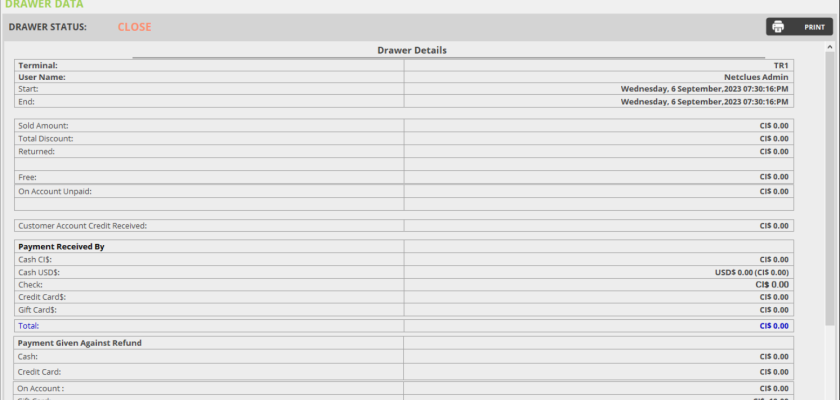 DRAWER DATA
DRAWER STATUS: CLOSE PRINT
Drawer Details
Terminal: TR1
User Name: Netclues Admin
Start: Wednesday, 6 September,2023 07:30:16:PM
End: Wednesday, 6 September,2023 07:30:16:PM
Sold Amount: CI$ 0.00
Total Discount: CI$ 0.00
Returned: CI$ 0.00
Free: CI$ 0.00
On Account Unpaid: CI$ 0.00
Customer Account Credit Received: CI$ 0.00
Payment Received By
Cash CI$: CI$ 0.00
Cash USD$: USD$ 0.00 (CI$ 0.00)
Check: CI$ 0.00
Credit Card$: CI$ 0.00
Gift Card$: CI$ 0.00
Total: CI$ 0.00
Payment Given Against Refund
Cash: CI$ 0.00
Credit Card: CI$ 0.00
On Account : CI$ 0.00